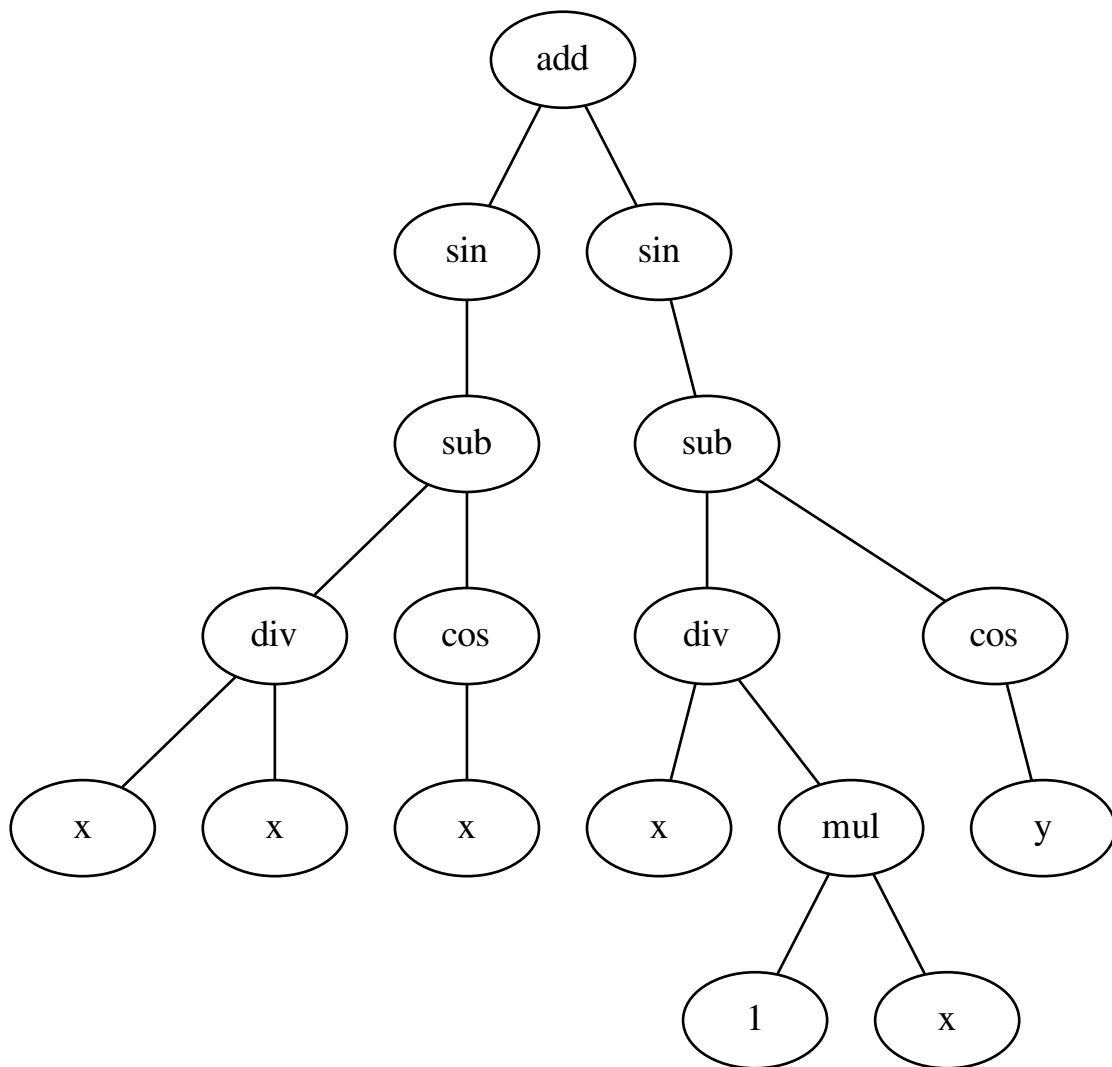 add
sin sin
sub sub
div cos div cos
x x x x mul y
1 x